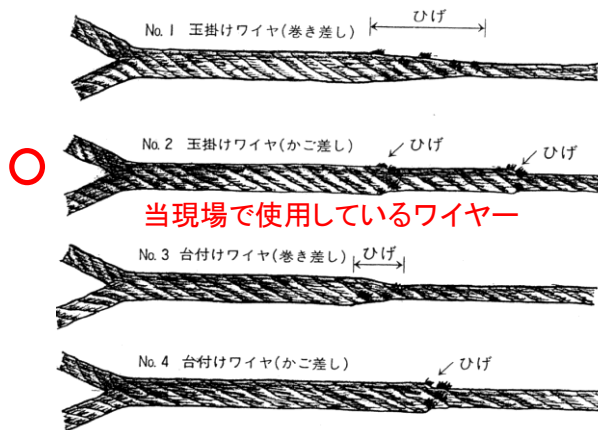 ひげ
No. 1 玉掛けワイヤ(巻き差し)
No. 2 玉掛けワイヤ(かご差し) ひげ ひげ
当現場で使用しているワイヤー
No. 3 台付けワイヤ(巻き差し) ひげ
No. 4 台付けワイヤ(かご差し) ひげ